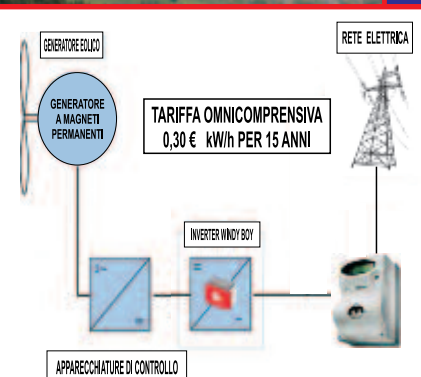 GENERATORE EOLICO
RETE ELETTRICA
GENERATORE
A MAGNETI
PERMANENTI
TARIFFA OMNICOMPRENSIVA
0,30 € kW/h PER 15 ANNI
INVERTER WINDY BOY
APPARECCHIATURE DI CONTROLLO